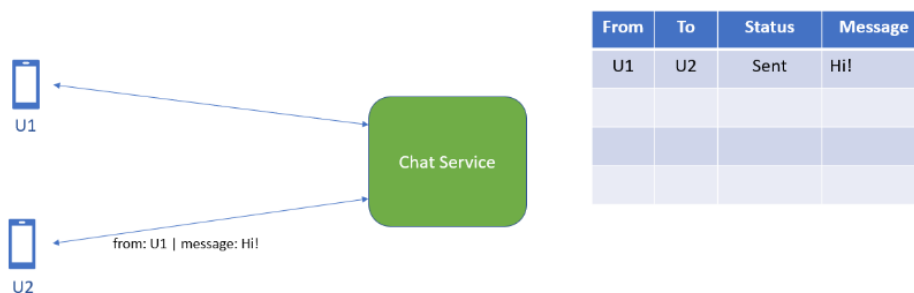 From To Status Message
U1 U2 Sent Hi!
U1
Chat Service
from: U1 | message: Hi!
U2